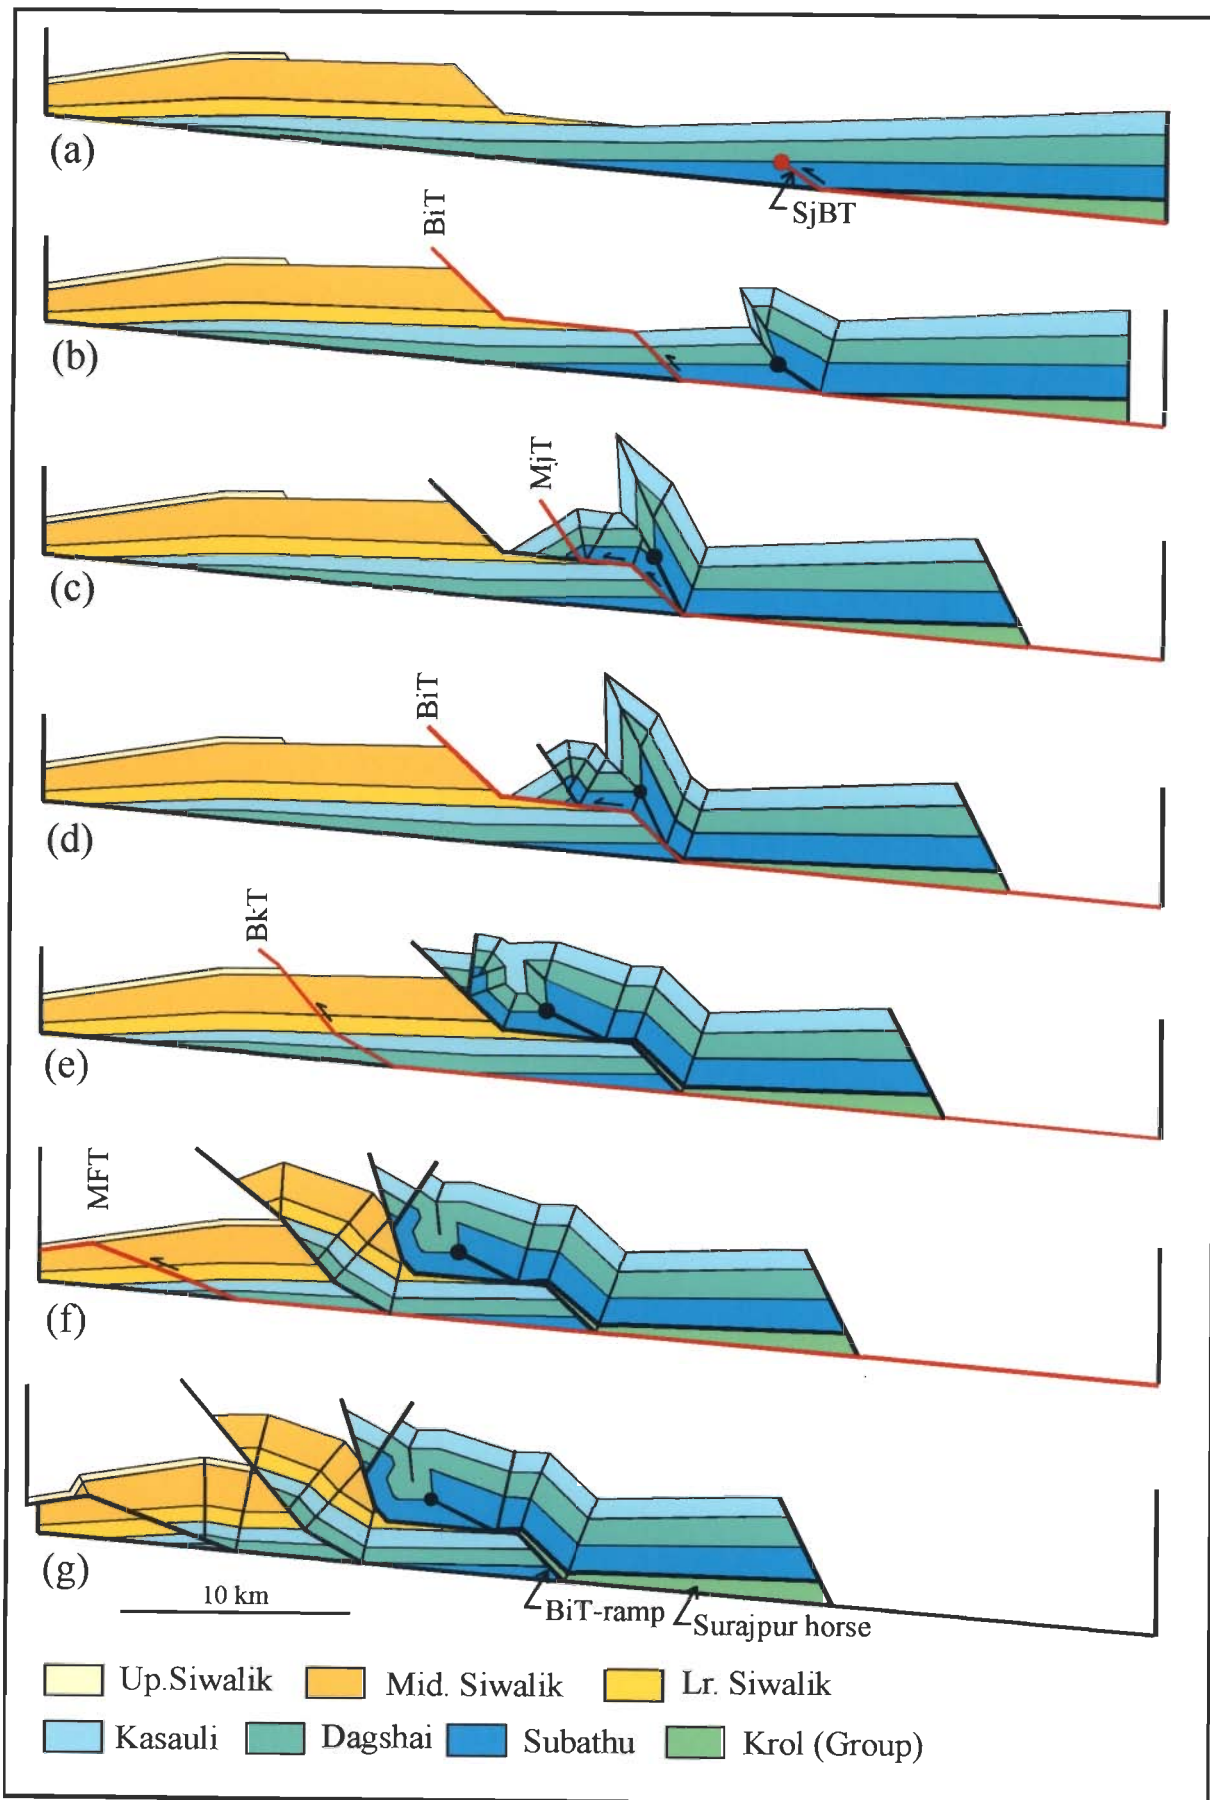 (a)
SjBT
BiT
(b)
MjT
(c)
BiT
(d)
BkT
(e)
MFT
(f)
(g)
10 km
BiT-ramp
Surajpur horse
Up.Siwalik
Mid. Siwalik
Lr. Siwalik
Kasauli
Dagshai
Subathu
Krol (Group)